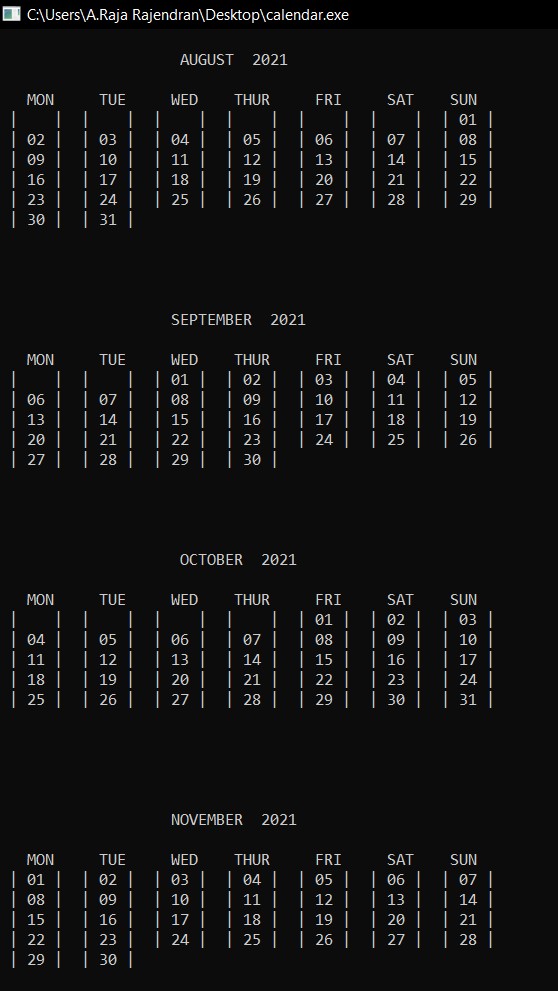 C:\Users\A.Raja Rajendran\Desktop\calendar.exe
AUGUST  2021
MON     TUE     WED    THUR     FRI     SAT    SUN
|    |  |    |  |    |  |    |  |    |  |    |  | 01 |
| 02 |  | 03 |  | 04 |  | 05 |  | 06 |  | 07 |  | 08 |
| 09 |  | 10 |  | 11 |  | 12 |  | 13 |  | 14 |  | 15 |
| 16 |  | 17 |  | 18 |  | 19 |  | 20 |  | 21 |  | 22 |
| 23 |  | 24 |  | 25 |  | 26 |  | 27 |  | 28 |  | 29 |
| 30 |  | 31 |
SEPTEMBER  2021
MON     TUE     WED    THUR     FRI     SAT    SUN
|    |  |    |  | 01 |  | 02 |  | 03 |  | 04 |  | 05 |
| 06 |  | 07 |  | 08 |  | 09 |  | 10 |  | 11 |  | 12 |
| 13 |  | 14 |  | 15 |  | 16 |  | 17 |  | 18 |  | 19 |
| 20 |  | 21 |  | 22 |  | 23 |  | 24 |  | 25 |  | 26 |
| 27 |  | 28 |  | 29 |  | 30 |
OCTOBER  2021
MON     TUE     WED    THUR     FRI     SAT    SUN
|    |  |    |  |    |  |    |  | 01 |  | 02 |  | 03 |
| 04 |  | 05 |  | 06 |  | 07 |  | 08 |  | 09 |  | 10 |
| 11 |  | 12 |  | 13 |  | 14 |  | 15 |  | 16 |  | 17 |
| 18 |  | 19 |  | 20 |  | 21 |  | 22 |  | 23 |  | 24 |
| 25 |  | 26 |  | 27 |  | 28 |  | 29 |  | 30 |  | 31 |
NOVEMBER  2021
MON     TUE     WED    THUR     FRI     SAT    SUN
| 01 |  | 02 |  | 03 |  | 04 |  | 05 |  | 06 |  | 07 |
| 08 |  | 09 |  | 10 |  | 11 |  | 12 |  | 13 |  | 14 |
| 15 |  | 16 |  | 17 |  | 18 |  | 19 |  | 20 |  | 21 |
| 22 |  | 23 |  | 24 |  | 25 |  | 26 |  | 27 |  | 28 |
| 29 |  | 30 |